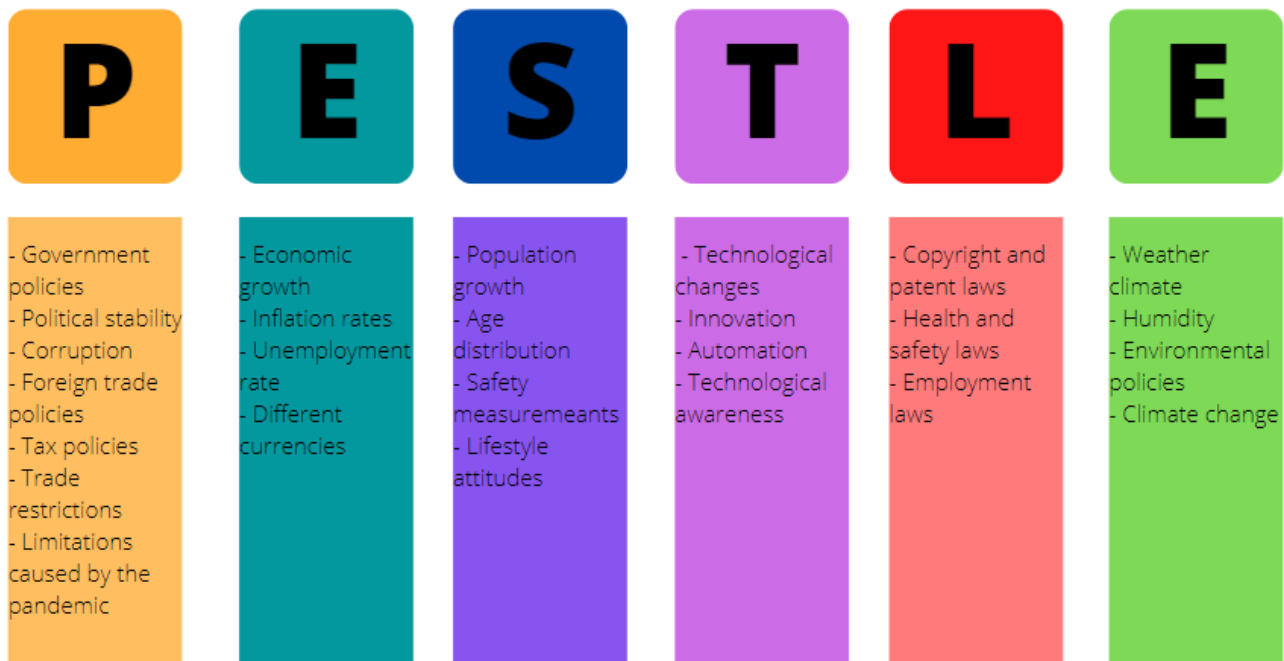 P
E
S
T
L
E
- Government
policies
- Political stability
- Corruption
- Foreign trade
policies
- Tax policies
- Trade
restrictions
- Limitations
caused by the
pandemic
- Economic
growth
- Inflation rates
- Unemployment
rate
- Different
currencies
- Population
growth
- Age
distribution
- Safety
measuremeants
- Lifestyle
attitudes
- Technological
changes
- Innovation
- Automation
- Technological
awareness
- Copyright and
patent laws
- Health and
safety laws
- Employment
laws
- Weather
climate
- Humidity
- Environmental
policies
- Climate change